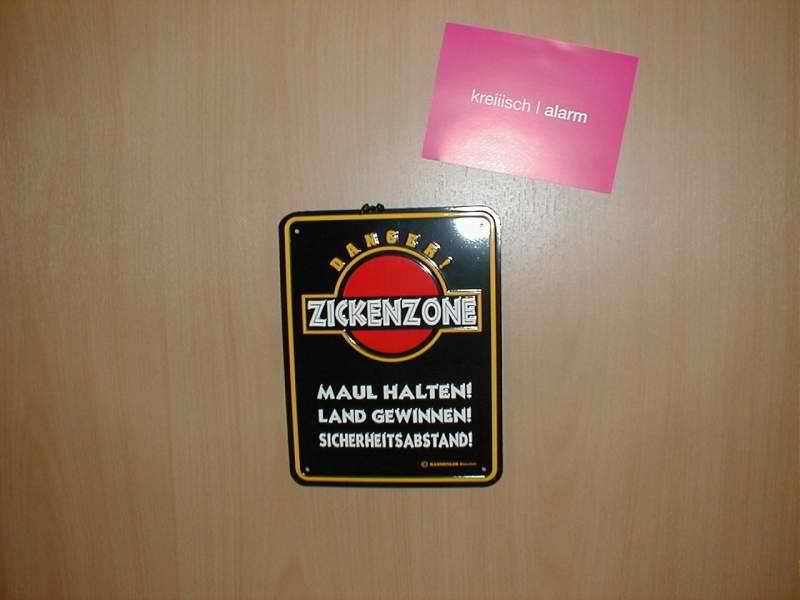 kreiiisch | alarm
DANGER!
ZICKENZONE
MAUL HALTEN!
LAND GEWINNEN!
SICHERHEITSABSTAND!